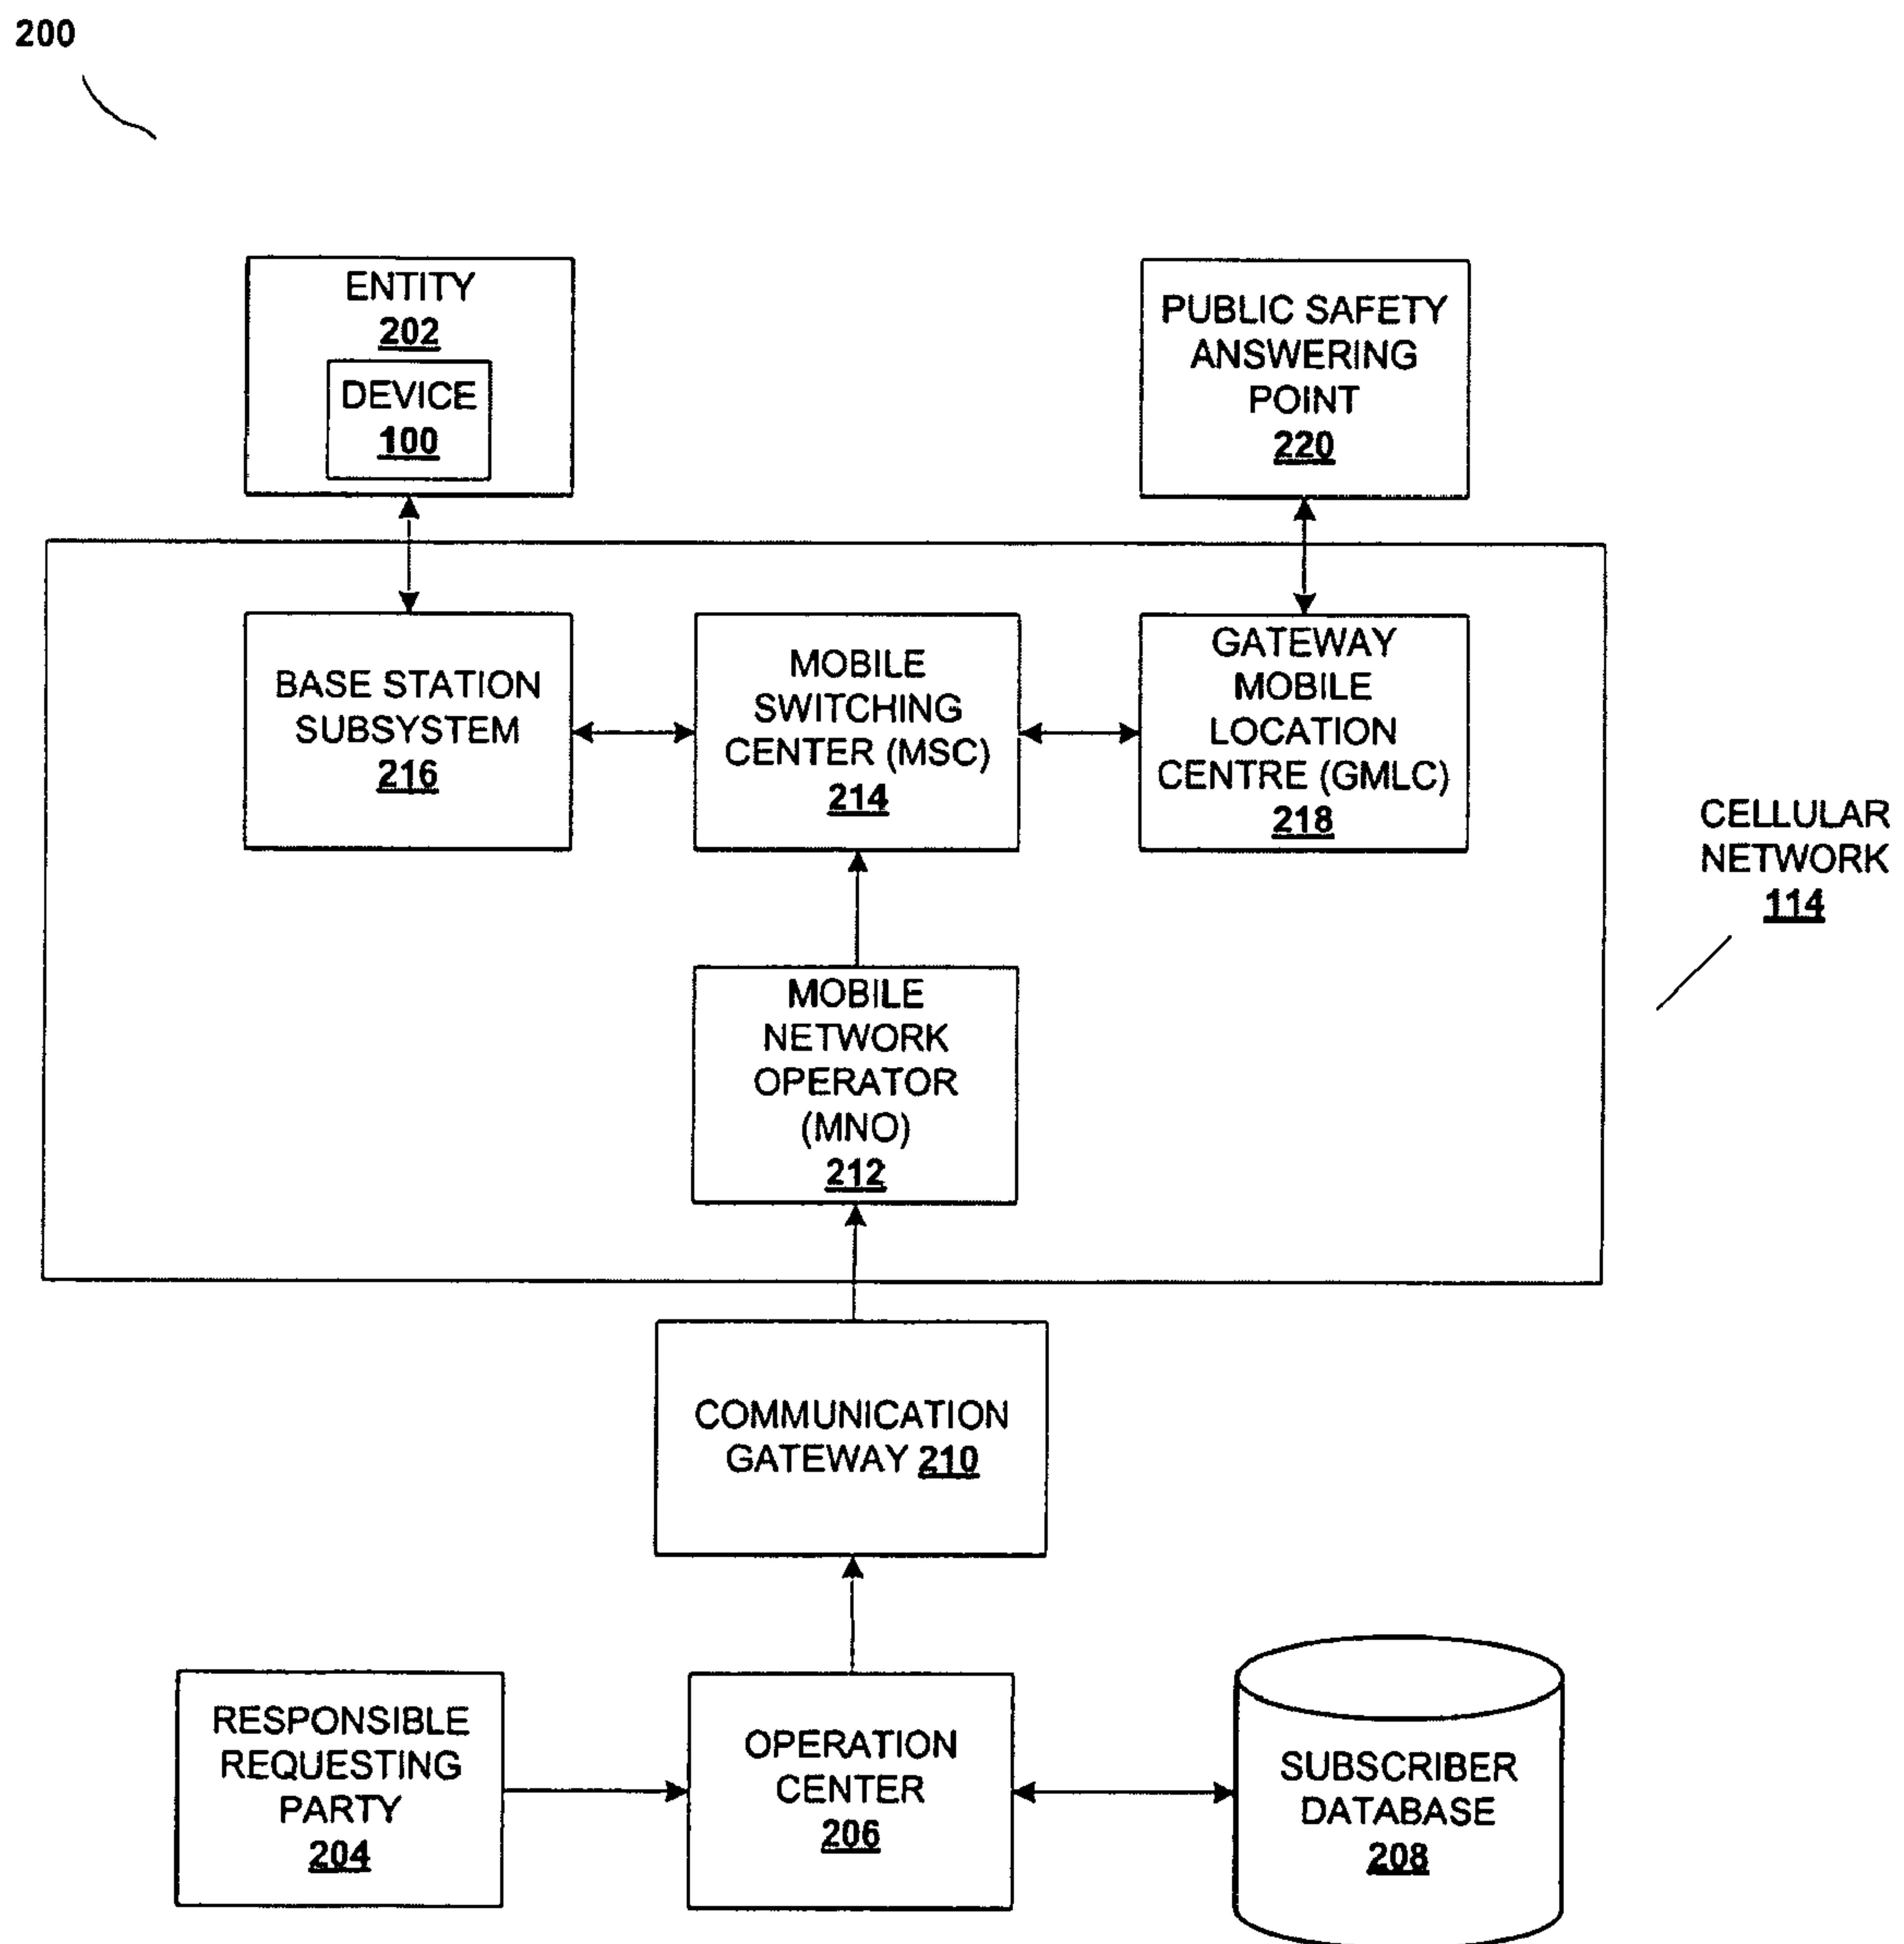 200
ENTITY
202
DEVICE
100
PUBLIC SAFETY
ANSWERING
POINT
220
BASE STATION
SUBSYSTEM
216
MOBILE
SWITCHING
CENTER (MSC)
214
GATEWAY
MOBILE
LOCATION
CENTRE (GMLC)
218
CELLULAR
NETWORK
114
MOBILE
NETWORK
OPERATOR
(MNO)
212
COMMUNICATION
GATEWAY 210
RESPONSIBLE
REQUESTING
PARTY
204
OPERATION
CENTER
206
SUBSCRIBER
DATABASE
208